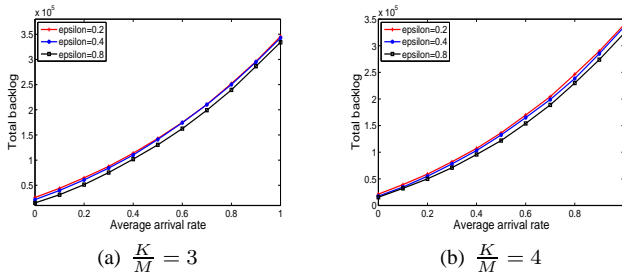 x 10^5
x 10^5
epsilon=0.2
epsilon=0.4
epsilon=0.8
epsilon=0.2
epsilon=0.4
epsilon=0.8
3.5
3
2.5
2
1.5
1
0.5
3.5
3
2.5
2
1.5
1
0.5
0
Total backlog
Total backlog
0 0.2 0.4 0.6 0.8 1
0 0.2 0.4 0.6 0.8
Average arrival rate
Average arrival rate
(a) K/M = 3
(b) K/M = 4